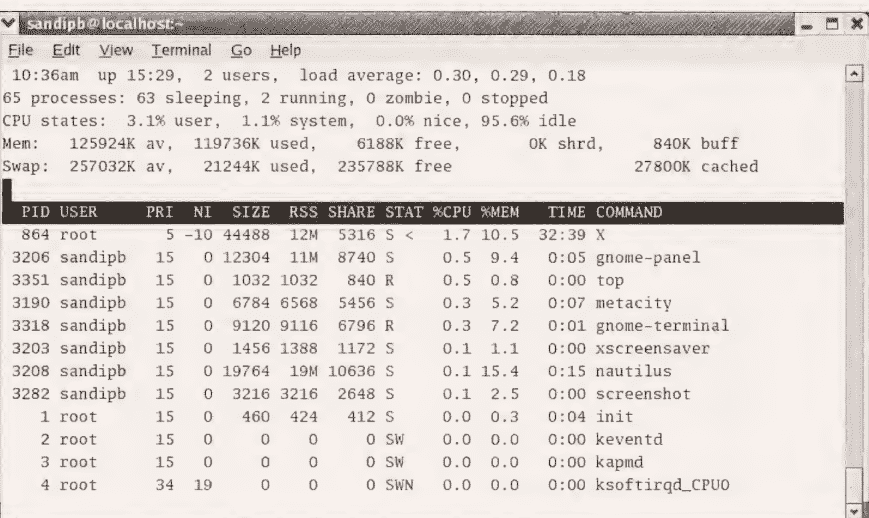 sandipb@localhost:~
File Edit View Terminal Go Help
10:36am up 15:29, 2 users, load average: 0.30, 0.29, 0.18
65 processes: 63 sleeping, 2 running, 0 zombie, 0 stopped
CPU states: 3.1% user, 1.1% system, 0.0% nice, 95.6% idle
Mem: 125924K av, 119736K used, 6188K free, 0K shrd, 840K buff
Swap: 257032K av, 21244K used, 235788K free 27800K cached
PID USER PRI NI SIZE RSS SHARE STAT %CPU %MEM TIME COMMAND
864 root 5 -10 44488 12M 5316 S < 1.7 10.5 32:39 X
3206 sandipb 15 0 12304 11M 8740 S 0.5 9.4 0:05 gnome-panel
3351 sandipb 15 0 1032 1032 840 R 0.5 0.8 0:00 top
3190 sandipb 15 0 6784 6568 5456 S 0.3 5.2 0:07 metacity
3318 sandipb 15 0 9120 9116 6796 R 0.3 7.2 0:01 gnome-terminal
3203 sandipb 15 0 1456 1388 1172 S 0.1 1.1 0:00 xscreensaver
3208 sandipb 15 0 19764 19M 10636 S 0.1 15.4 0:15 nautilus
3282 sandipb 15 0 3216 3216 2648 S 0.1 2.5 0:00 screenshot
1 root 15 0 460 424 412 S 0.0 0.3 0:04 init
2 root 15 0 0 0 0 SW 0.0 0.0 0:00 keventd
3 root 15 0 0 0 0 SW 0.0 0.0 0:00 kapmd
4 root 34 19 0 0 0 SWN 0.0 0.0 0:00 ksoftirqd_CPU0